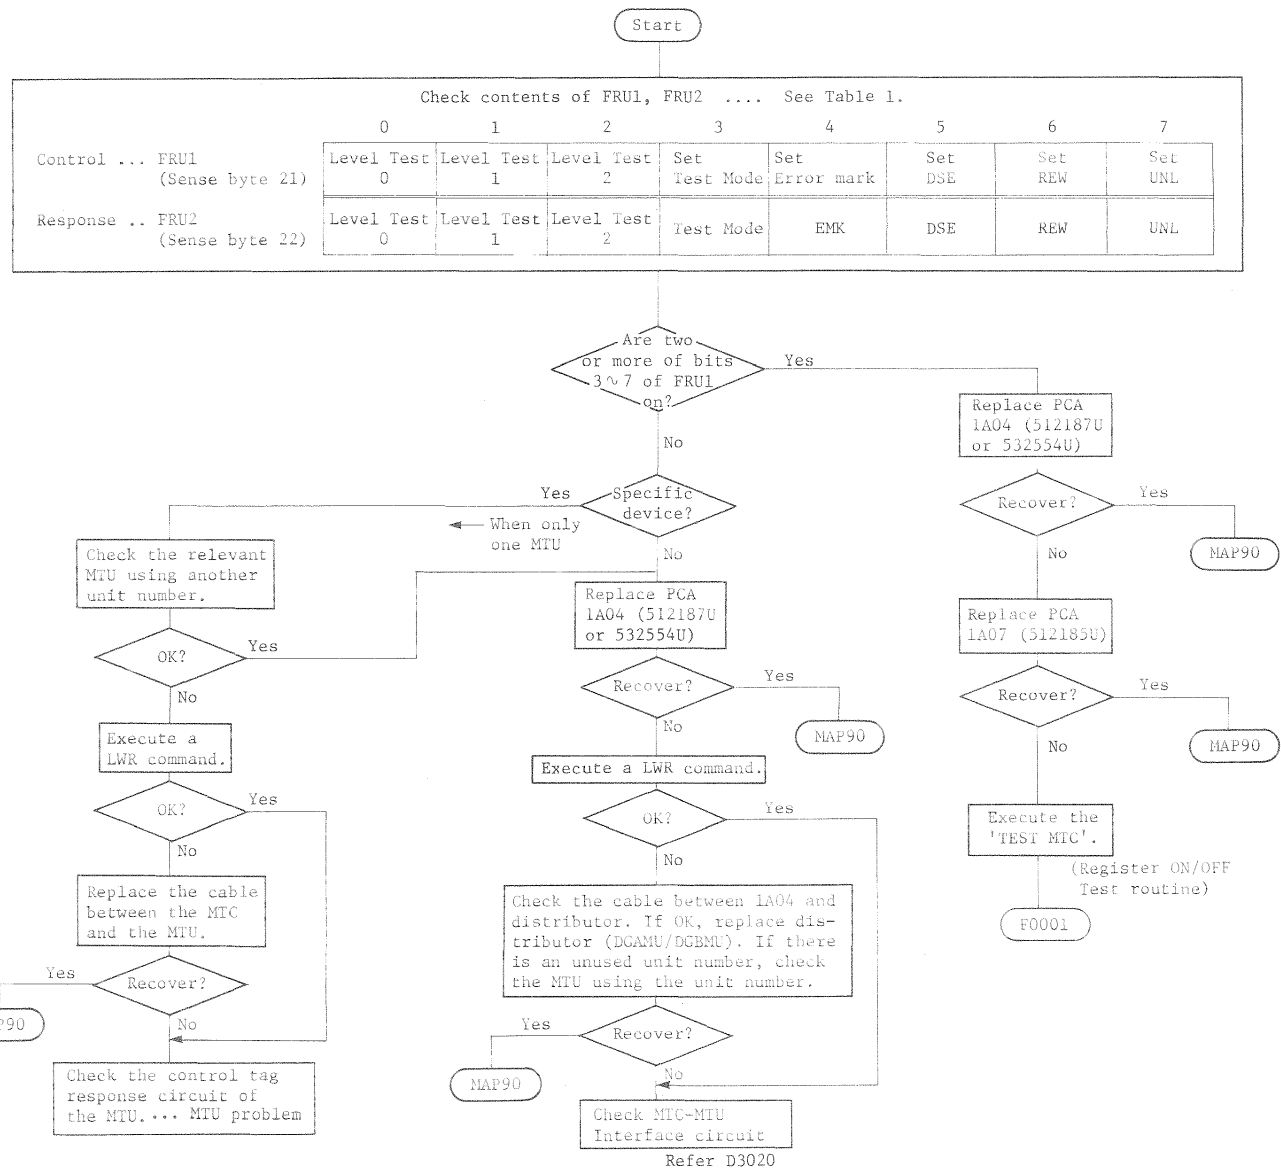 Start
Check contents of FRU1, FRU2 .... See Table 1.
0 1 2 3 4 5 6 7
Control ... FRU1
(Sense byte 21)
Level Test 0
Level Test 1
Level Test 2
Set Test Mode
Set Error mark
Set DSE
Set REW
Set UNL
Response .. FRU2
(Sense byte 22)
Level Test 0
Level Test 1
Level Test 2
Test Mode
EMK
DSE
REW
UNL
Are two
or more of bits
3∿7 of FRU1
on?
Yes
No
Replace PCA
1A04 (512187U
or 532554U)
Recover?
Yes
MAP90
No
Replace PCA
1A07 (512185U)
Recover?
Yes
MAP90
No
Execute the
'TEST MTC'.
(Register ON/OFF
Test routine)
F0001
Specific
device?
Yes
When only
one MTU
No
Check the relevant
MTU using another
unit number.
OK?
Yes
No
Execute a
LWR command.
OK?
Yes
No
Replace the cable
between the MTC
and the MTU.
Recover?
Yes
P90
No
Check the control tag
response circuit of
the MTU. ... MTU problem
Replace PCA
1A04 (512187U
or 532554U)
Recover?
Yes
MAP90
No
Execute a LWR command.
OK?
Yes
No
Check the cable between 1A04 and
distributor. If OK, replace dis-
tributor (DGAMU/DGBMU). If there
is an unused unit number, check
the MTU using the unit number.
Recover?
Yes
MAP90
No
Check MTC-MTU
Interface circuit
Refer D3020